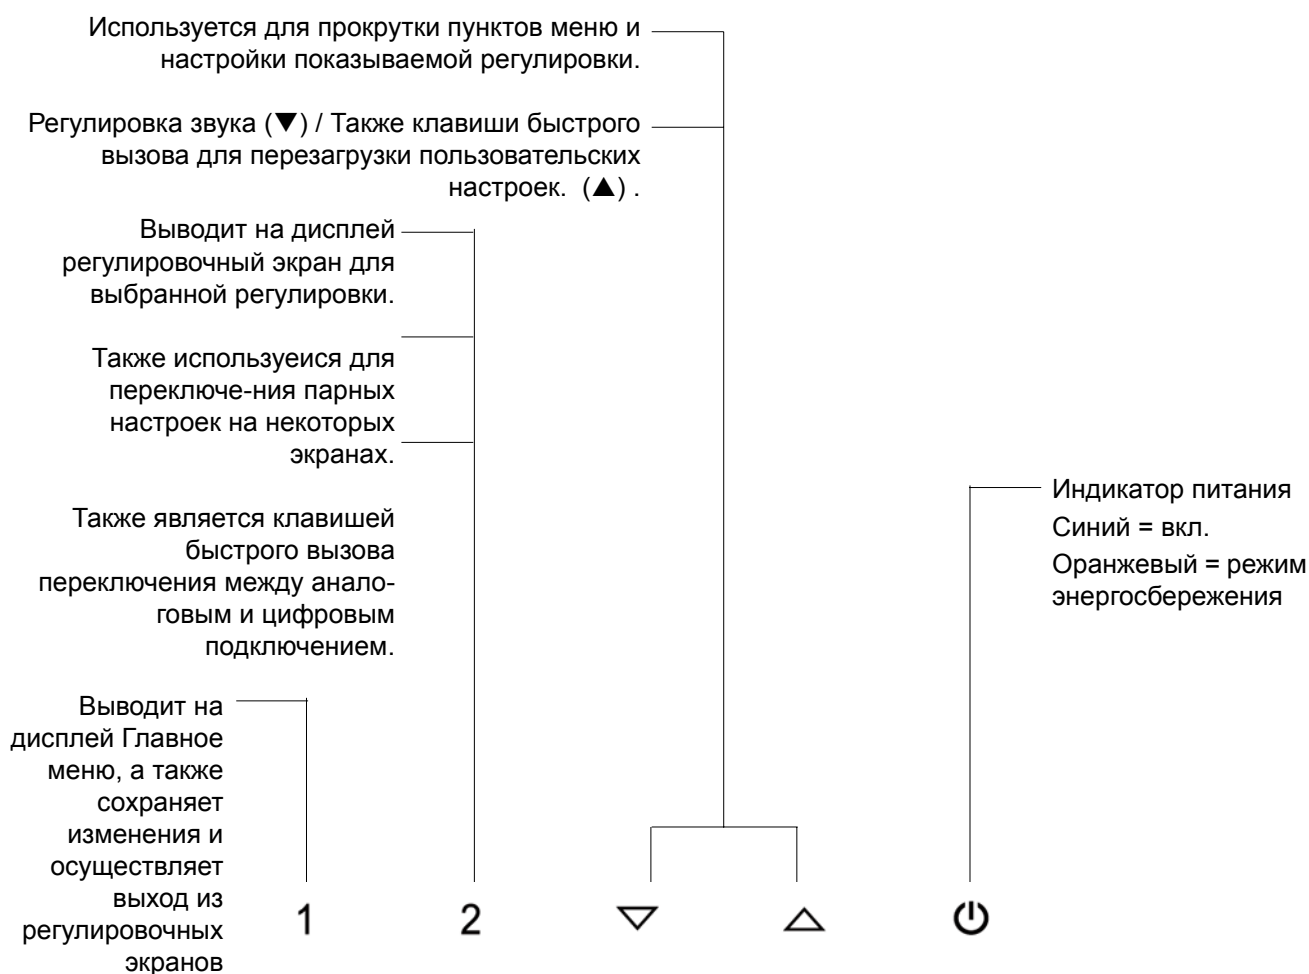 Используется для прокрутки пунктов меню и
настройки показываемой регулировки.
Регулировка звука (▼) / Также клавиши быстрого
вызова для перезагрузки пользовательских
настроек. (▲) .
Выводит на дисплей
регулировочный экран для
выбранной регулировки.
Также используеися для
переключе-ния парных
настроек на некоторых
экранах.
Также является клавишей
быстрого вызова
переключения между анало-
говым и цифровым
подключением.
Индикатор питания
Синий = вкл.
Оранжевый = режим
энергосбережения
Выводит на
дисплей Главное
меню, а также
сохраняет
изменения и
осуществляет
выход из
регулировочных
экранов
1 2 ▽ △ ⏻